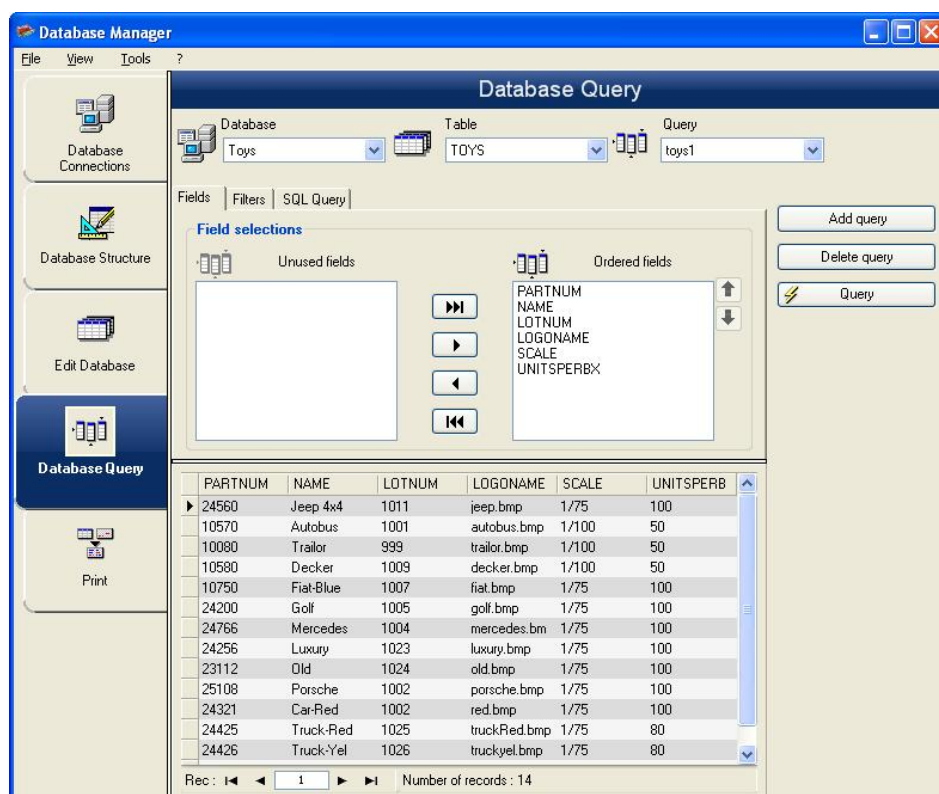 Database Manager
File View Tools ?
Database Connections
Database Structure
Edit Database
Database Query
Print
Database Query
Database Table Query
Toys TOYS toys1
Fields Filters SQL Query
Field selections
Unused fields Ordered fields
PARTNUM
NAME
LOTNUM
LOGONAME
SCALE
UNITSPERBX
Add query
Delete query
Query
PARTNUM NAME LOTNUM LOGONAME SCALE UNITSPERB
24560 Jeep 4x4 1011 jeep.bmp 1/75 100
10570 Autobus 1001 autobus.bmp 1/100 50
10080 Trailor 999 trailor.bmp 1/100 50
10580 Decker 1009 decker.bmp 1/100 50
10750 Fiat-Blue 1007 fiat.bmp 1/75 100
24200 Golf 1005 golf.bmp 1/75 100
24766 Mercedes 1004 mercedes.bm 1/75 100
24256 Luxury 1023 luxury.bmp 1/75 100
23112 Old 1024 old.bmp 1/75 100
25108 Porsche 1002 porsche.bmp 1/75 100
24321 Car-Red 1002 red.bmp 1/75 100
24425 Truck-Red 1025 truckRed.bmp 1/75 80
24426 Truck-Yel 1026 truckyel.bmp 1/75 80
Rec : 1 Number of records : 14